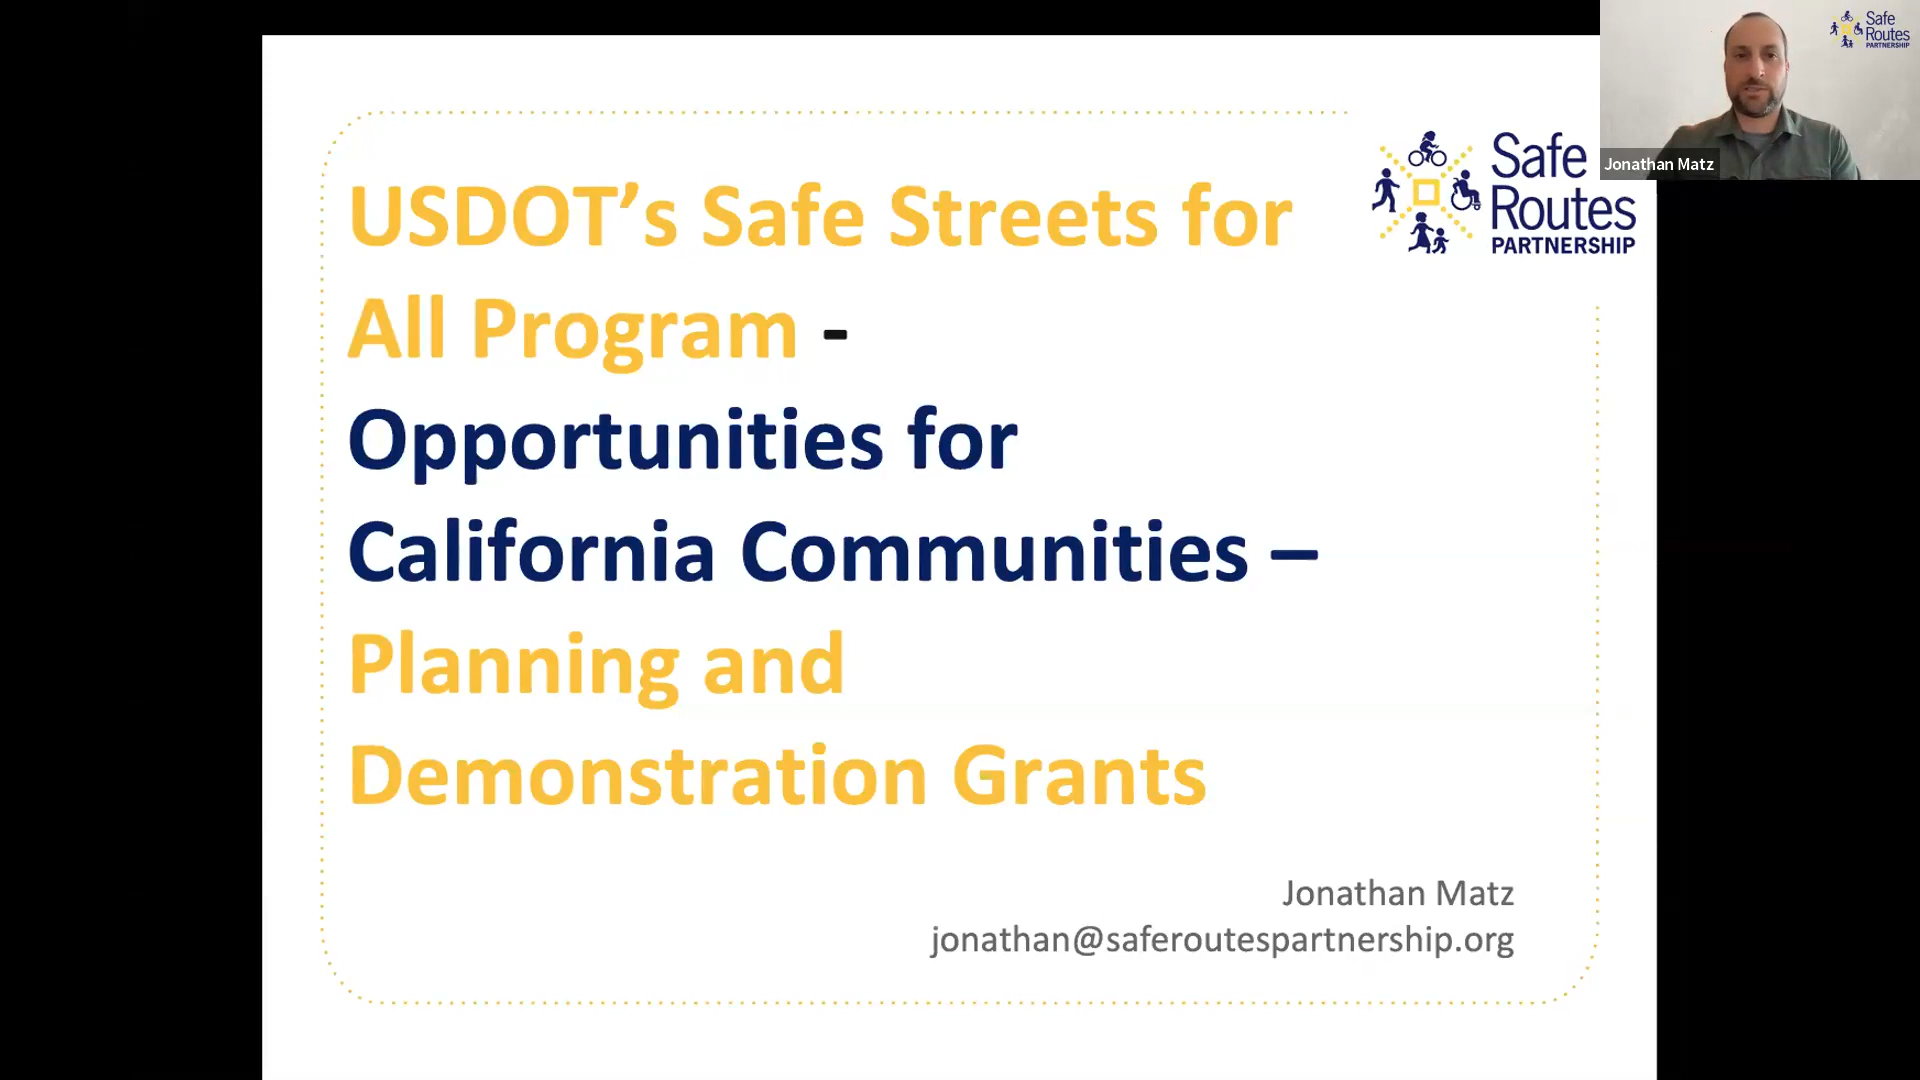 USDOT’s Safe Streets for
All Program -
Opportunities for
California Communities –
Planning and
Demonstration Grants
Safe
Routes
PARTNERSHIP
Jonathan Matz
jonathan@saferoutespartnership.org
Safe
Routes
PARTNERSHIP
Jonathan Matz